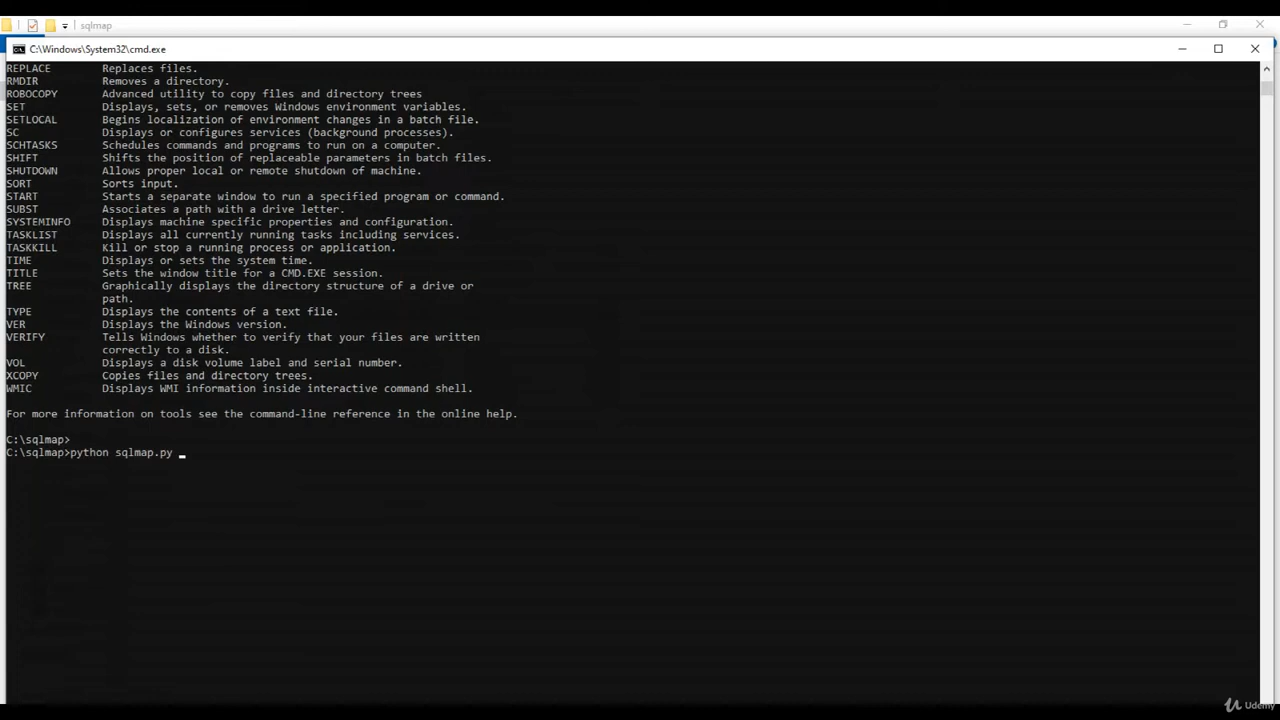 sqlmap
C:\Windows\System32\cmd.exe
REPLACE        Replaces files.
RMDIR          Removes a directory.
ROBOCOPY       Advanced utility to copy files and directory trees
SET            Displays, sets, or removes Windows environment variables.
SETLOCAL       Begins localization of environment changes in a batch file.
SC             Displays or configures services (background processes).
SCHTASKS       Schedules commands and programs to run on a computer.
SHIFT          Shifts the position of replaceable parameters in batch files.
SHUTDOWN       Allows proper local or remote shutdown of machine.
SORT           Sorts input.
START          Starts a separate window to run a specified program or command.
SUBST          Associates a path with a drive letter.
SYSTEMINFO     Displays machine specific properties and configuration.
TASKLIST       Displays all currently running tasks including services.
TASKKILL       Kill or stop a running process or application.
TIME           Displays or sets the system time.
TITLE          Sets the window title for a CMD.EXE session.
TREE           Graphically displays the directory structure of a drive or
               path.
TYPE           Displays the contents of a text file.
VER            Displays the Windows version.
VERIFY         Tells Windows whether to verify that your files are written
               correctly to a disk.
VOL            Displays a disk volume label and serial number.
XCOPY          Copies files and directory trees.
WMIC           Displays WMI information inside interactive command shell.
For more information on tools see the command-line reference in the online help.
C:\sqlmap>
C:\sqlmap>python sqlmap.py _
Udemy